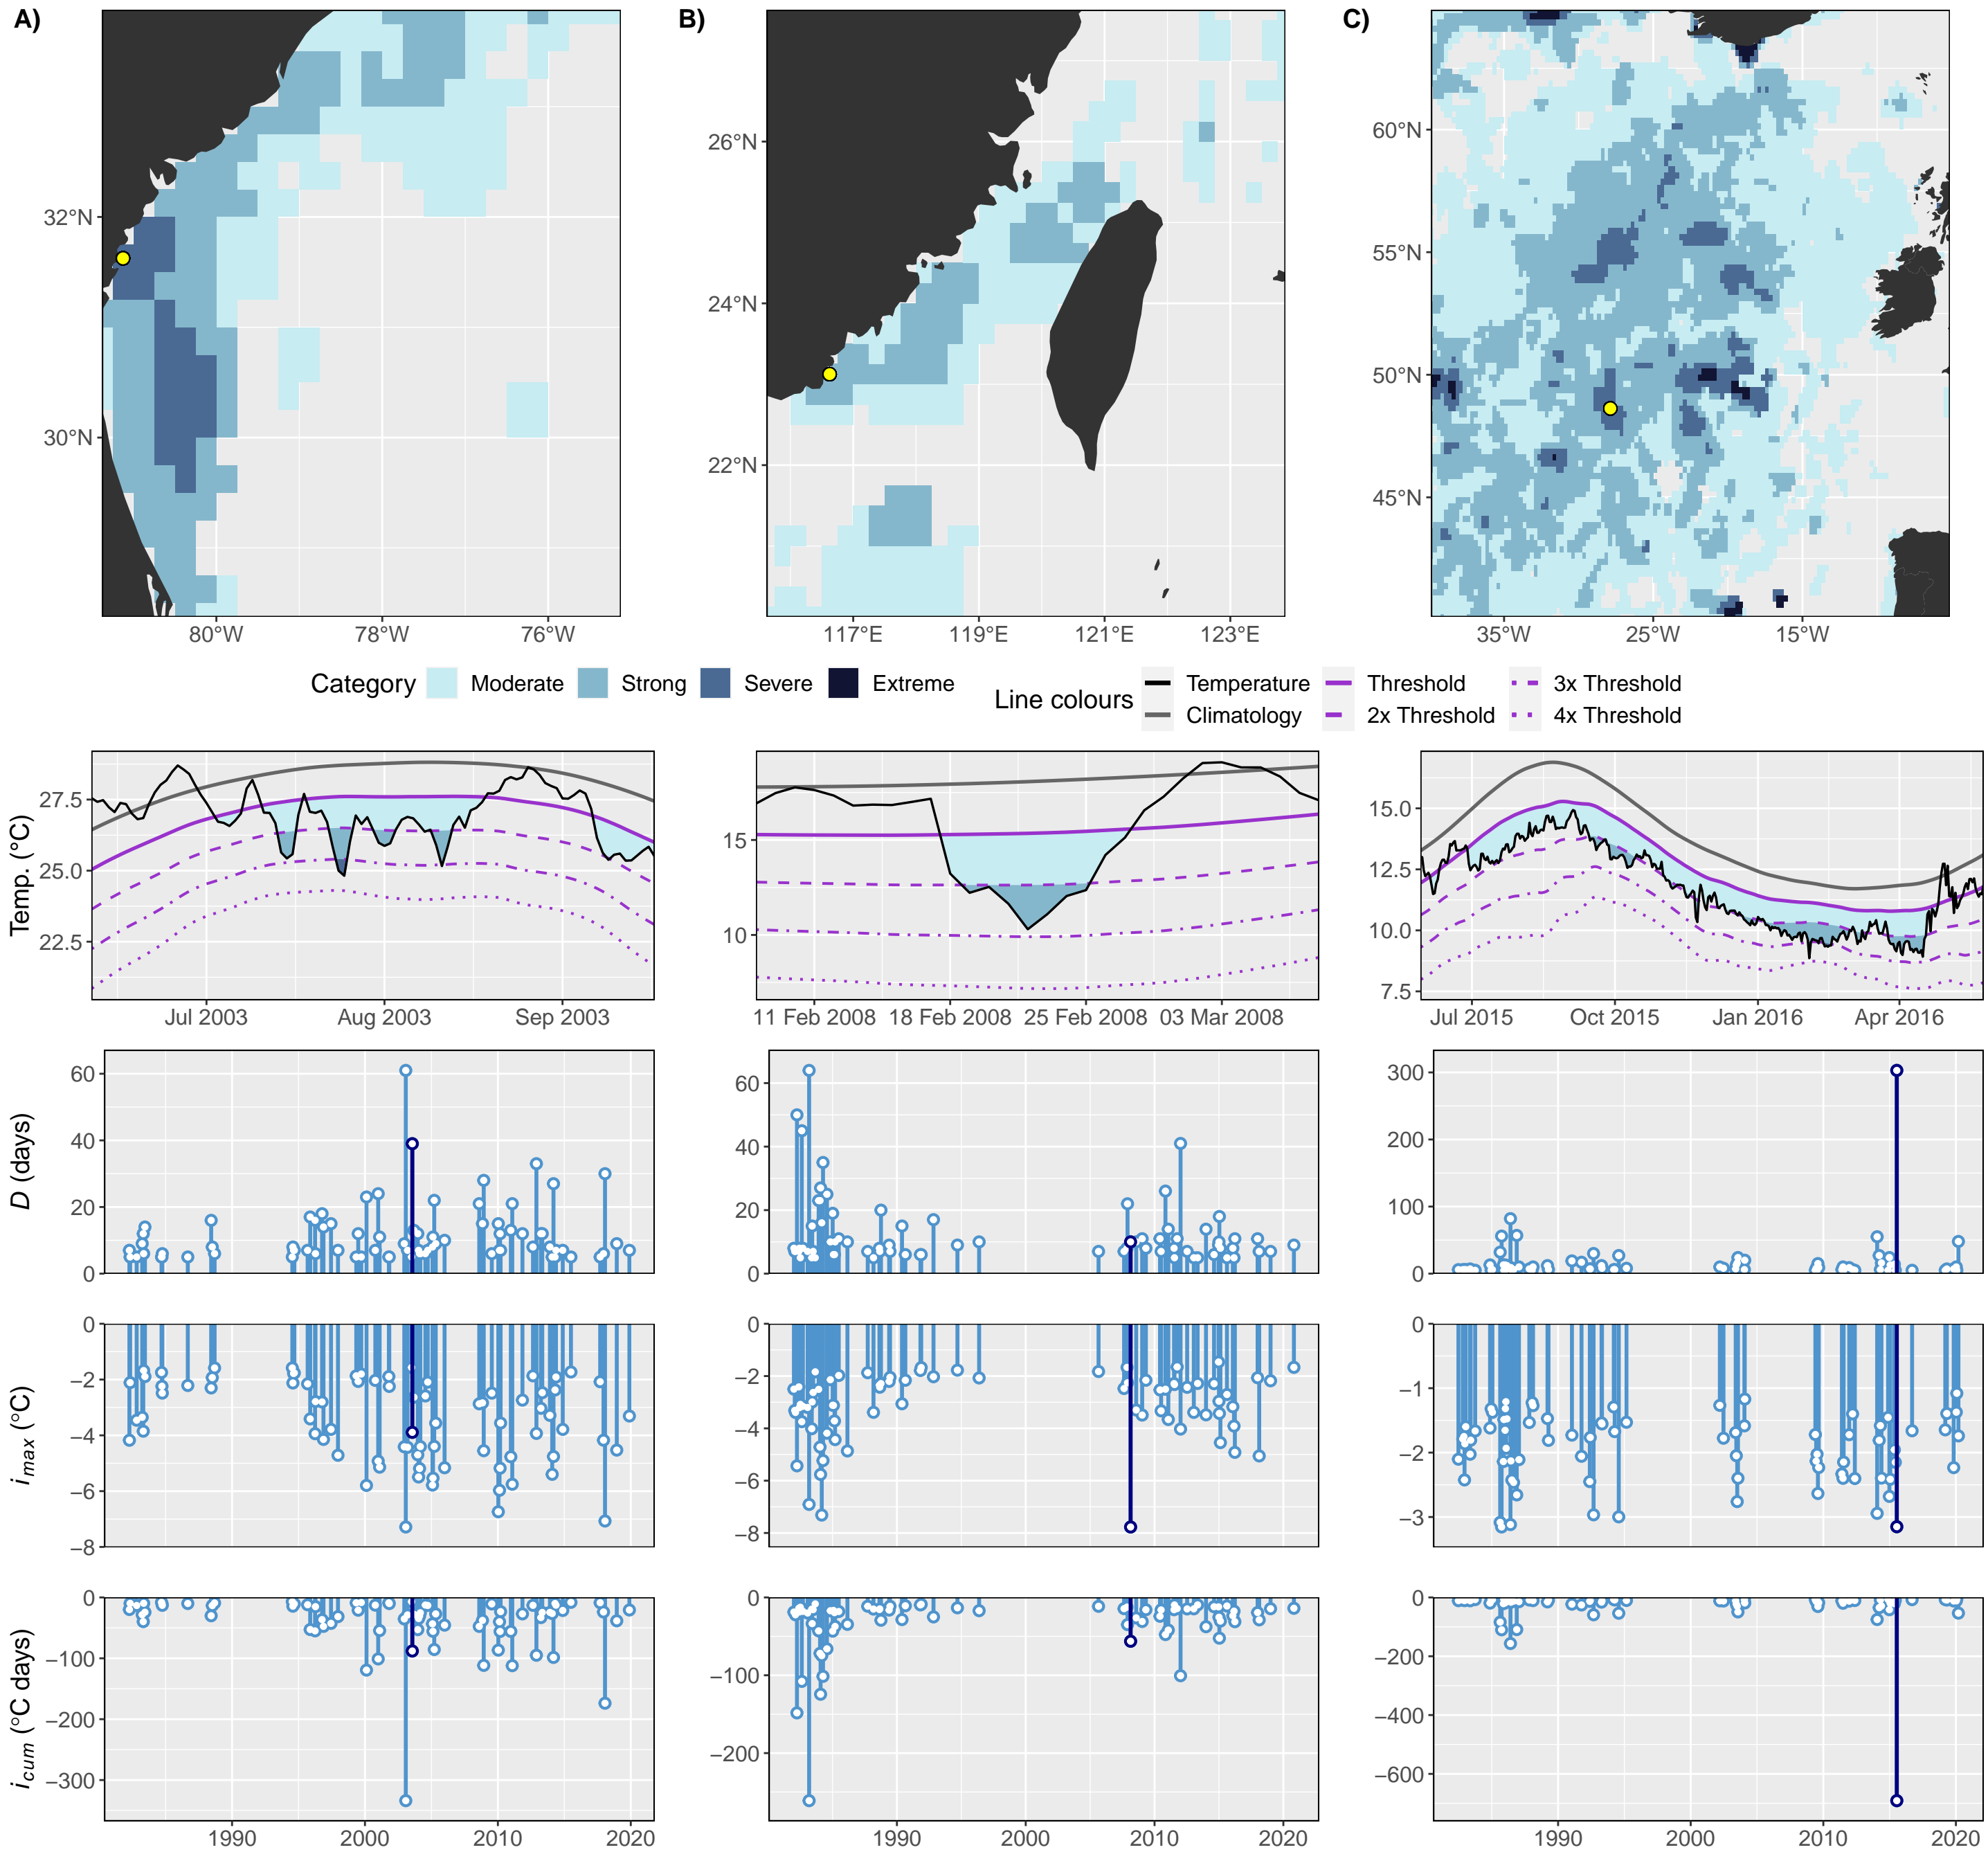 A) B) C)
32°N
30°N
80°W 78°W 76°W
26°N
24°N
22°N
117°E 119°E 121°E 123°E
60°N
55°N
50°N
45°N
35°W 25°W 15°W
Category Moderate Strong Severe Extreme
Line colours Temperature Threshold 3x Threshold
Climatology 2x Threshold 4x Threshold
Temp. (°C)
27.5
25.0
22.5
Jul 2003 Aug 2003 Sep 2003
15
10
11 Feb 2008 18 Feb 2008 25 Feb 2008 03 Mar 2008
15.0
12.5
10.0
7.5
Jul 2015 Oct 2015 Jan 2016 Apr 2016
D (days)
60
40
20
0
60
40
20
0
300
200
100
0
imax (°C)
0
−2
−4
−6
−8
0
−2
−4
−6
−8
0
−1
−2
−3
icum (°C days)
0
−100
−200
−300
1990 2000 2010 2020
0
−100
−200
1990 2000 2010 2020
0
−200
−400
−600
1990 2000 2010 2020